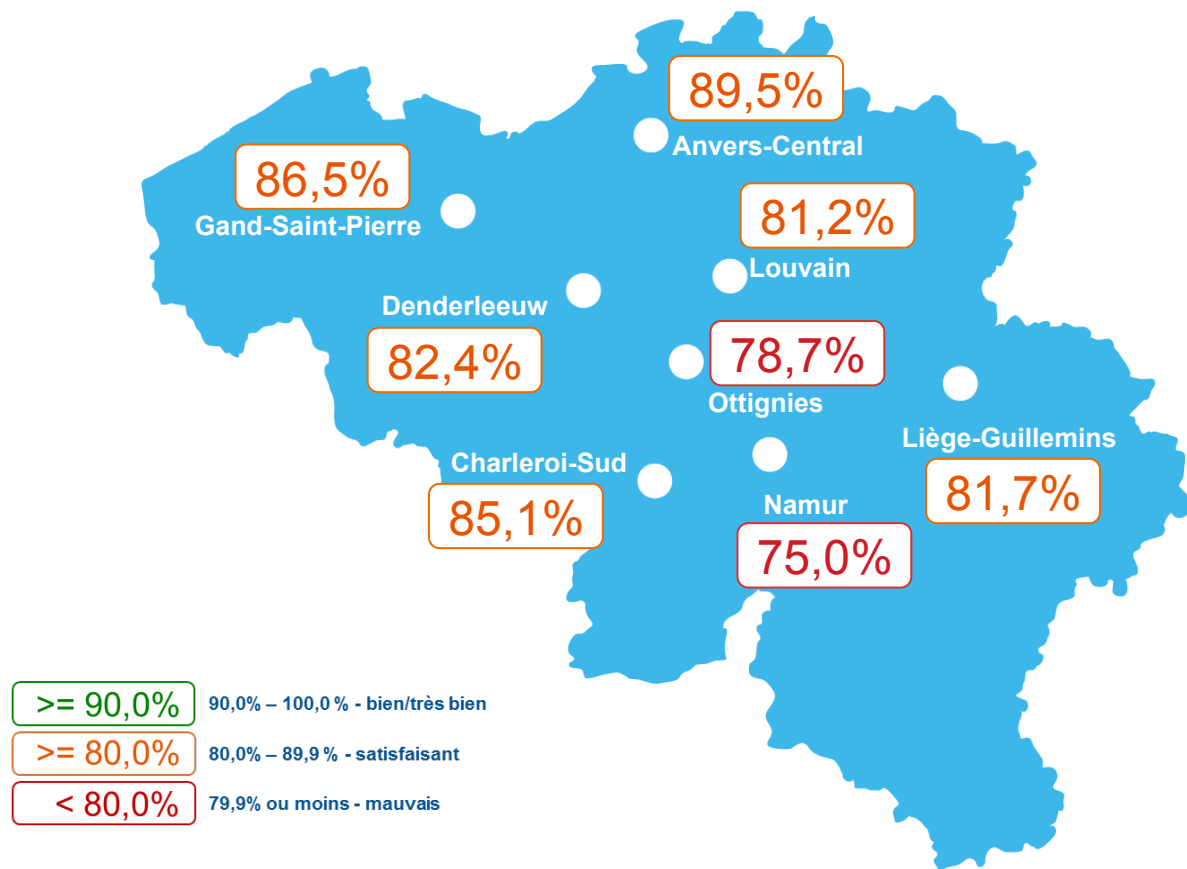 89,5%
Anvers-Central
86,5%
Gand-Saint-Pierre
81,2%
Louvain
Denderleeuw
82,4%
78,7%
Ottignies
Liège-Guillemins
81,7%
Charleroi-Sud
85,1%
Namur
75,0%
>= 90,0% 90,0% – 100,0 % - bien/très bien
>= 80,0% 80,0% – 89,9 % - satisfaisant
< 80,0% 79,9% ou moins - mauvais